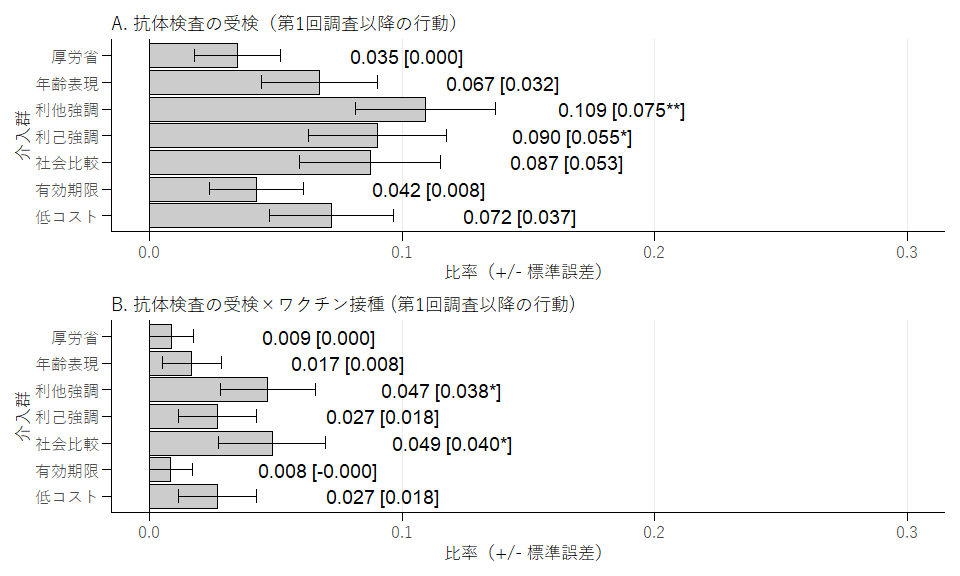 A. 抗体検査の受検（第1回調査以降の行動）
介入群
厚労省 0.035 [0.000]
年齢表現 0.067 [0.032]
利他強調 0.109 [0.075**]
利己強調 0.090 [0.055*]
社会比較 0.087 [0.053]
有効期限 0.042 [0.008]
低コスト 0.072 [0.037]
0.0 0.1 0.2 0.3
比率（+/- 標準誤差）
B. 抗体検査の受検×ワクチン接種 (第1回調査以降の行動)
介入群
厚労省 0.009 [0.000]
年齢表現 0.017 [0.008]
利他強調 0.047 [0.038*]
利己強調 0.027 [0.018]
社会比較 0.049 [0.040*]
有効期限 0.008 [-0.000]
低コスト 0.027 [0.018]
0.0 0.1 0.2 0.3
比率（+/- 標準誤差）